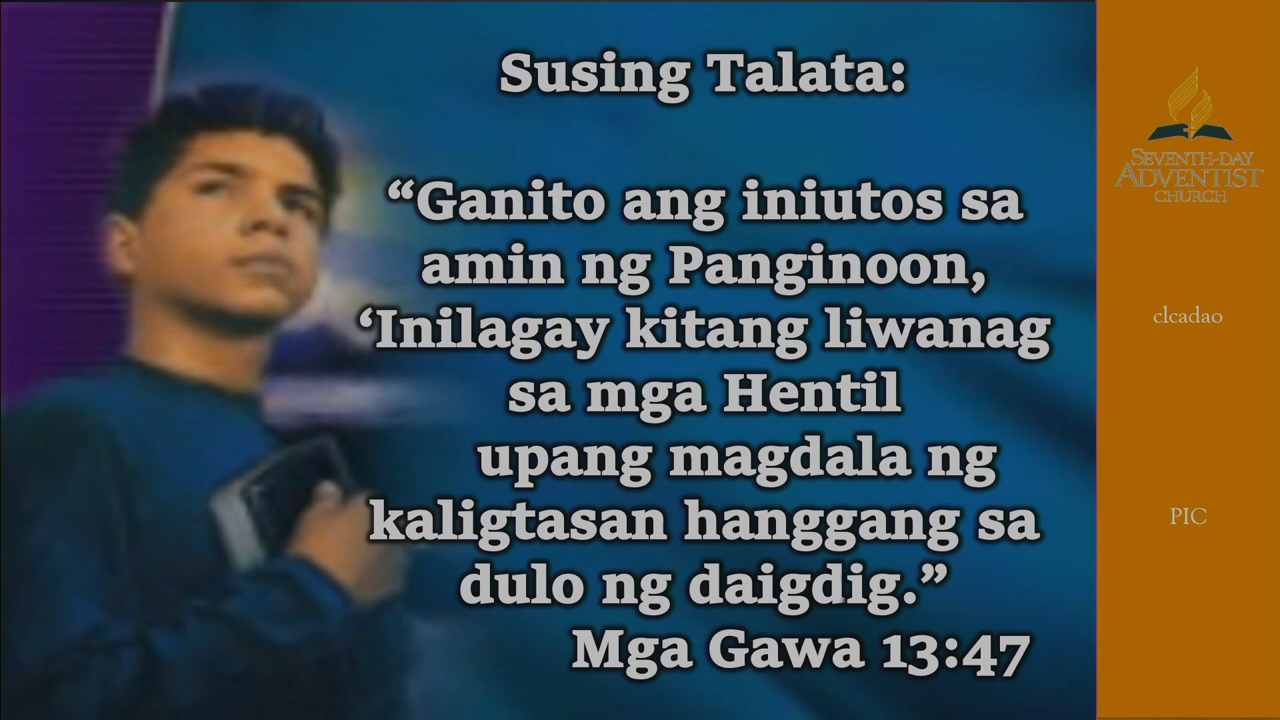 Susing Talata:
“Ganito ang iniutos sa
amin ng Panginoon,
‘Inilagay kitang liwanag
sa mga Hentil
upang magdala ng
kaligtasan hanggang sa
dulo ng daigdig.”
Mga Gawa 13:47
SEVENTH-DAY
ADVENTIST
CHURCH
clcadao
PIC